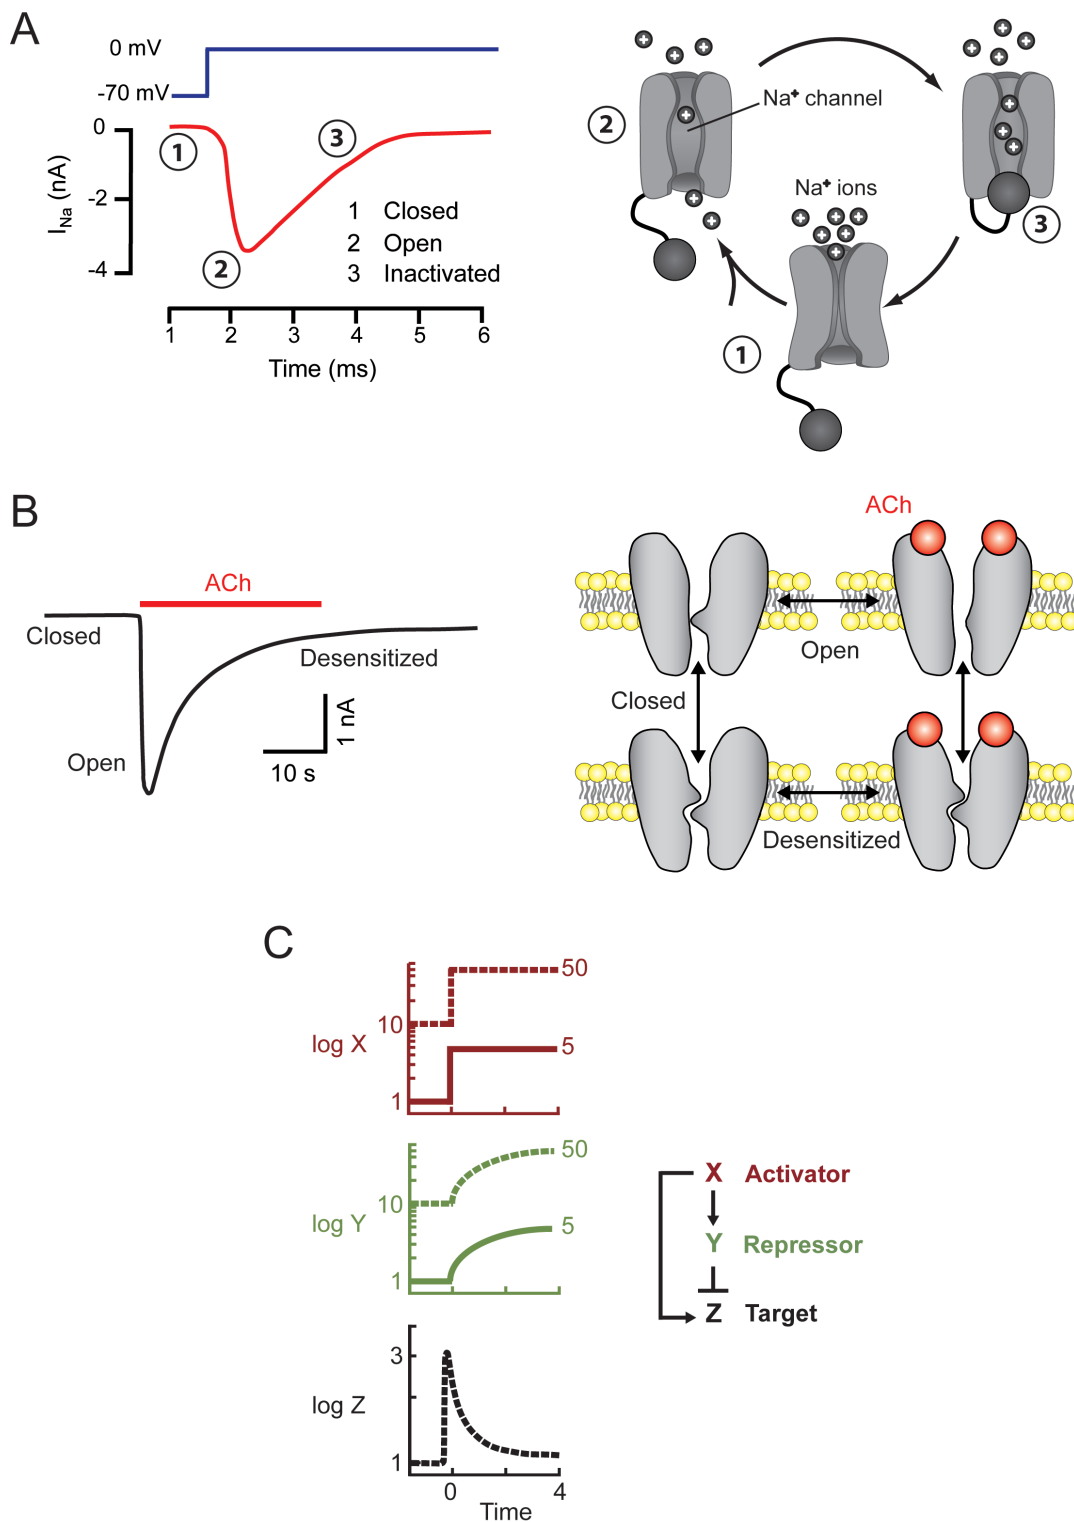 A
0 mV
-70 mV
0
-2
-4
I_Na (nA)
1
2
3
1 Closed
2 Open
3 Inactivated
1 2 3 4 5 6
Time (ms)
Na+ channel
Na+ ions
2
3
1
B
ACh
Closed
Desensitized
Open
1 nA
10 s
ACh
Open
Closed
Desensitized
C
50
10
log X
5
1
50
10
log Y
5
1
3
log Z
1
0 4
Time
X Activator
Y Repressor
Z Target